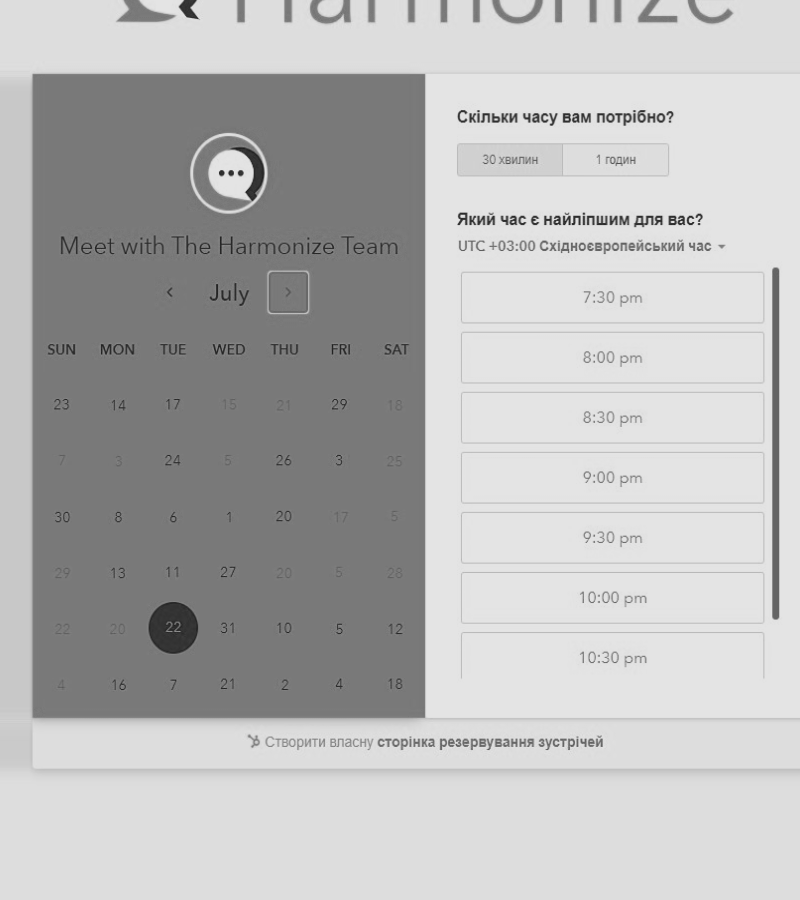 Harmonize
Meet with The Harmonize Team
July
SUN MON TUE WED THU FRI SAT
23 14 17 15 21 29 18
7 3 24 5 26 3 25
30 8 6 1 20 17 5
29 13 11 27 20 5 28
22 20 22 31 10 5 12
4 16 7 21 2 4 18
Скільки часу вам потрібно?
30 хвилин 1 годин
Який час є найліпшим для вас?
UTC +03:00 Східноєвропейський час
7:30 pm
8:00 pm
8:30 pm
9:00 pm
9:30 pm
10:00 pm
10:30 pm
Створити власну сторінка резервування зустрічей